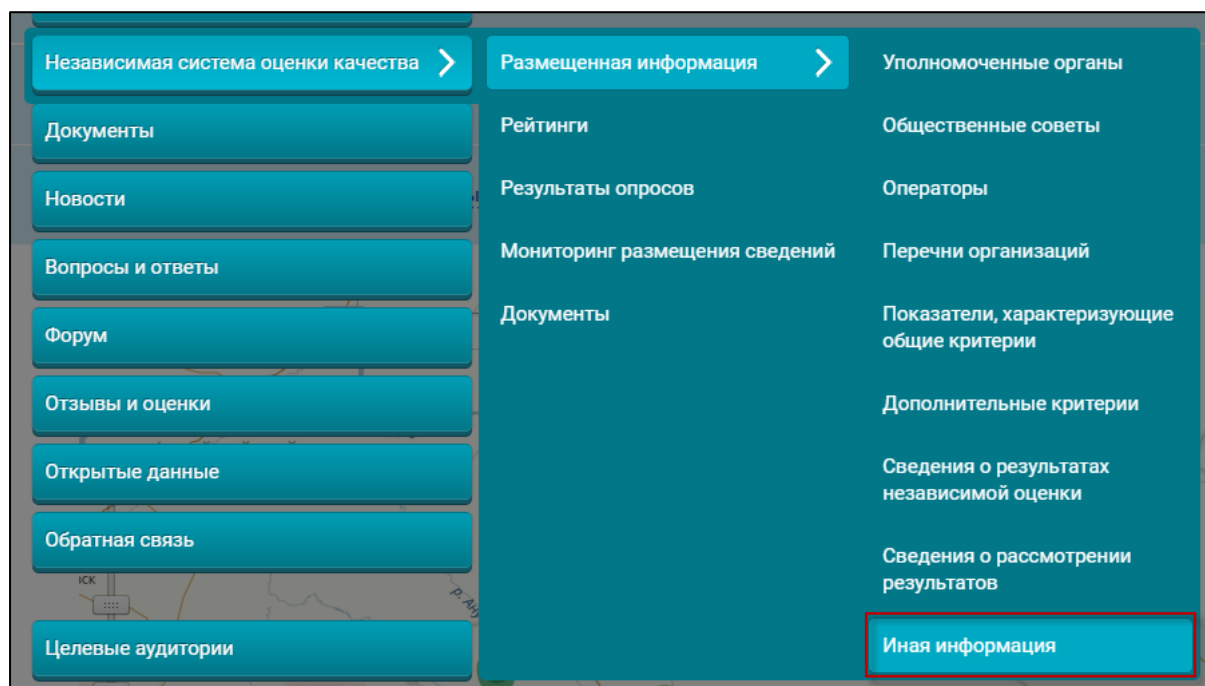 Независимая система оценки качества
Документы
Новости
Вопросы и ответы
Форум
Отзывы и оценки
Открытые данные
Обратная связь
Целевые аудитории
Размещенная информация
Рейтинги
Результаты опросов
Мониторинг размещения сведений
Документы
Уполномоченные органы
Общественные советы
Операторы
Перечни организаций
Показатели, характеризующие
общие критерии
Дополнительные критерии
Сведения о результатах
независимой оценки
Сведения о рассмотрении
результатов
Иная информация